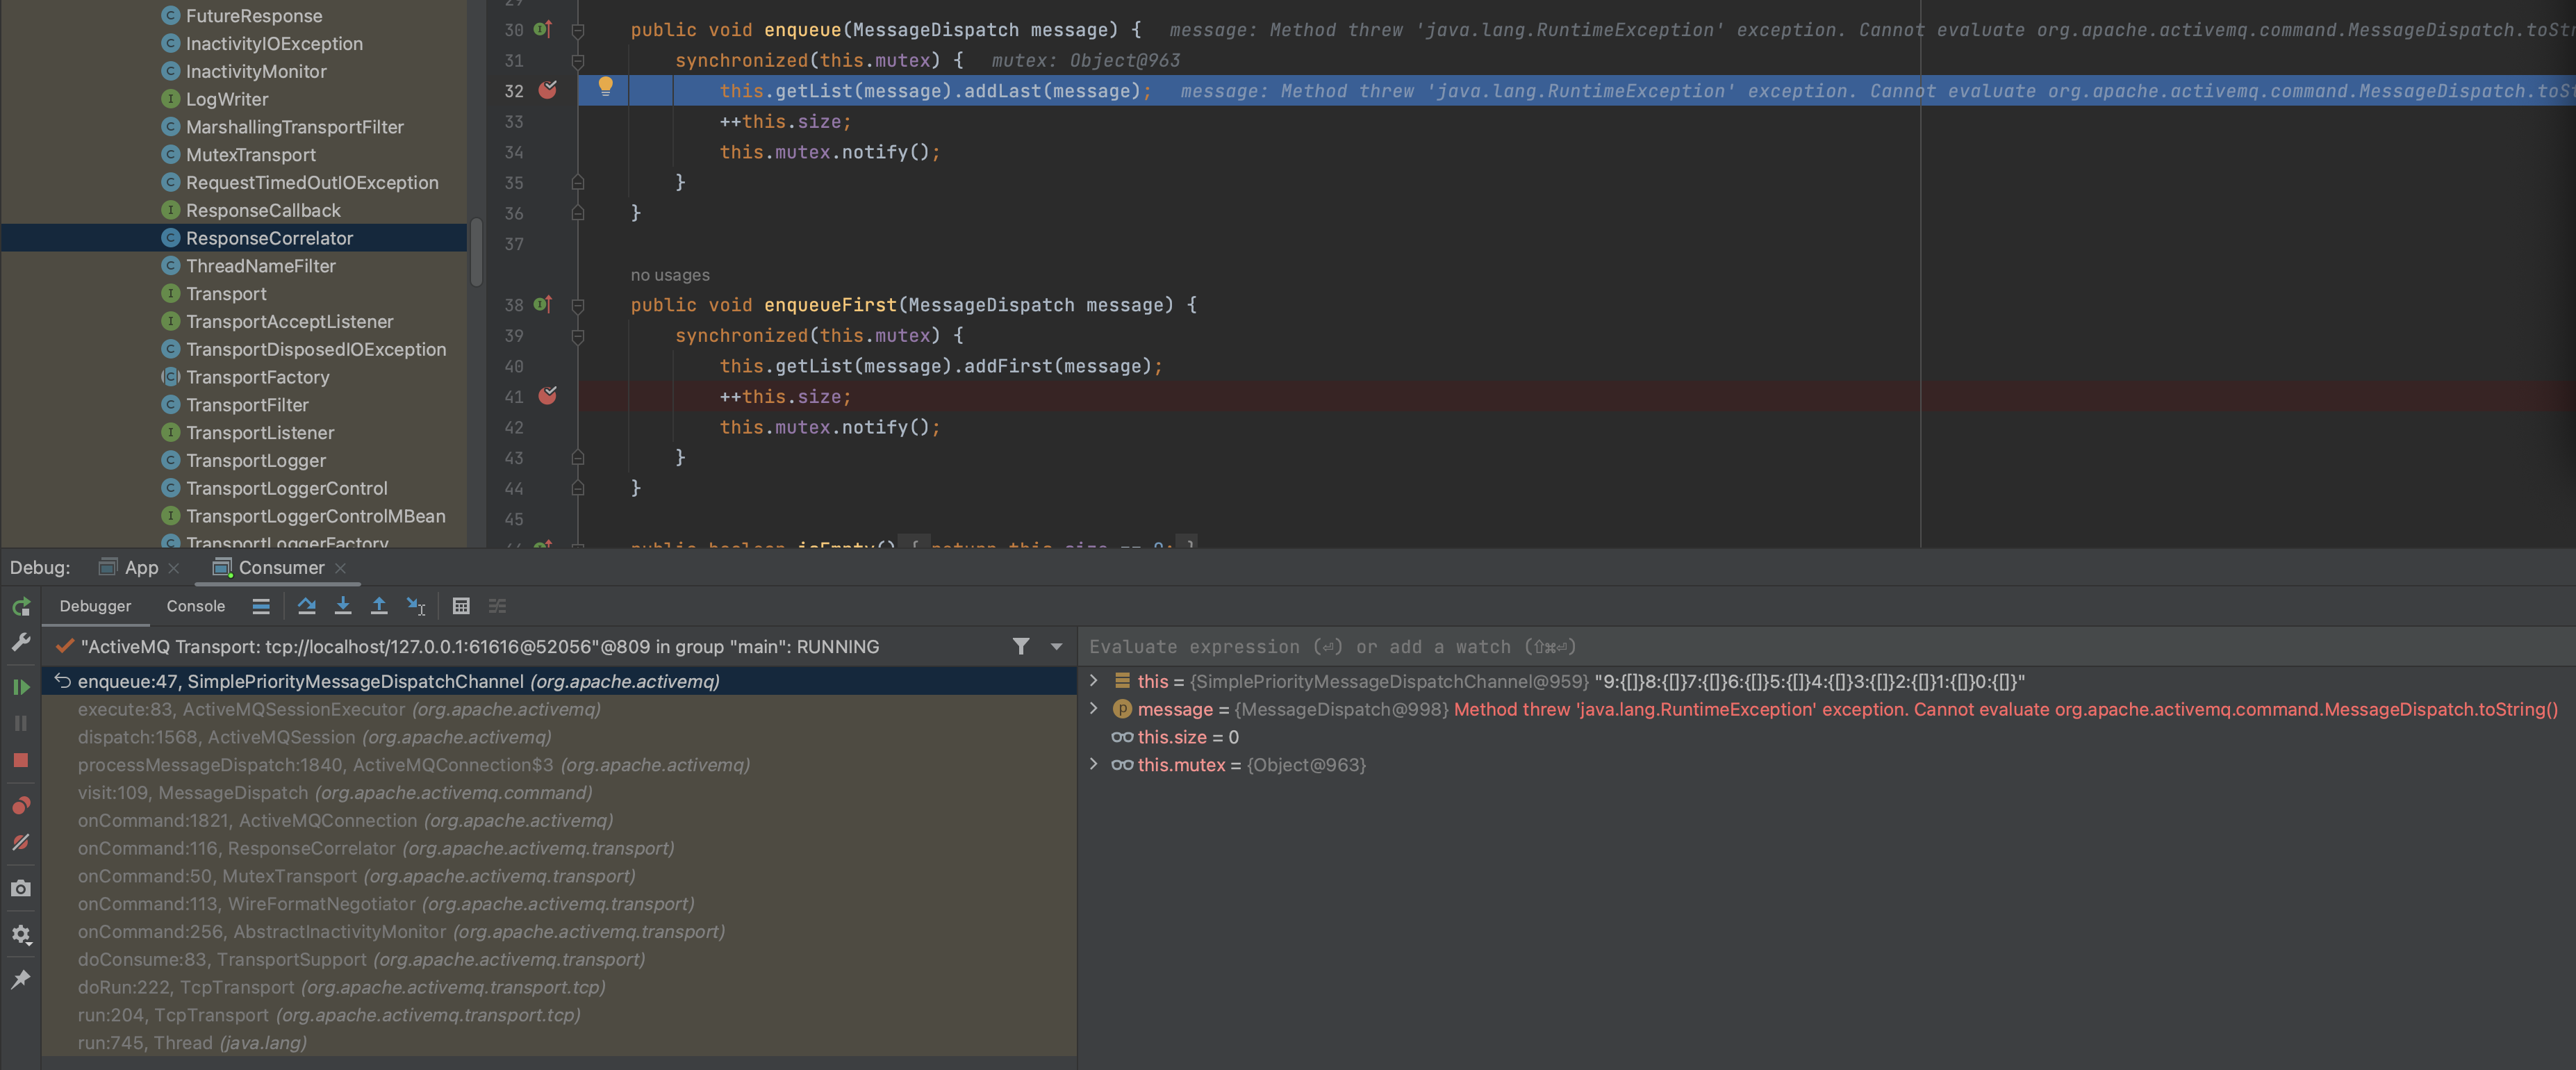 FutureResponse
InactivityIOException
InactivityMonitor
LogWriter
MarshallingTransportFilter
MutexTransport
RequestTimedOutIOException
ResponseCallback
ResponseCorrelator
ThreadNameFilter
Transport
TransportAcceptListener
TransportDisposedIOException
TransportFactory
TransportFilter
TransportListener
TransportLogger
TransportLoggerControl
TransportLoggerControlMBean
TransportLoggerFactory
29
30 public void enqueue(MessageDispatch message) { message: Method threw 'java.lang.RuntimeException' exception. Cannot evaluate org.apache.activemq.command.MessageDispatch.toStr
31 synchronized(this.mutex) { mutex: Object@963
32 this.getList(message).addLast(message); message: Method threw 'java.lang.RuntimeException' exception. Cannot evaluate org.apache.activemq.command.MessageDispatch.toS
33 ++this.size;
34 this.mutex.notify();
35 }
36 }
37
no usages
38 public void enqueueFirst(MessageDispatch message) {
39 synchronized(this.mutex) {
40 this.getList(message).addFirst(message);
41 ++this.size;
42 this.mutex.notify();
43 }
44 }
45
public boolean isEmpty() { return this.size == 0; }
Debug: App Consumer
Debugger Console
"ActiveMQ Transport: tcp://localhost/127.0.0.1:61616@52056"@809 in group "main": RUNNING
enqueue:47, SimplePriorityMessageDispatchChannel (org.apache.activemq)
execute:83, ActiveMQSessionExecutor (org.apache.activemq)
dispatch:1568, ActiveMQSession (org.apache.activemq)
processMessageDispatch:1840, ActiveMQConnection$3 (org.apache.activemq)
visit:109, MessageDispatch (org.apache.activemq.command)
onCommand:1821, ActiveMQConnection (org.apache.activemq)
onCommand:116, ResponseCorrelator (org.apache.activemq.transport)
onCommand:50, MutexTransport (org.apache.activemq.transport)
onCommand:113, WireFormatNegotiator (org.apache.activemq.transport)
onCommand:256, AbstractInactivityMonitor (org.apache.activemq.transport)
doConsume:83, TransportSupport (org.apache.activemq.transport)
doRun:222, TcpTransport (org.apache.activemq.transport.tcp)
run:204, TcpTransport (org.apache.activemq.transport.tcp)
run:745, Thread (java.lang)
Evaluate expression (⏎) or add a watch (⇧⌘⏎)
this = {SimplePriorityMessageDispatchChannel@959} "9:{[]}8:{[]}7:{[]}6:{[]}5:{[]}4:{[]}3:{[]}2:{[]}1:{[]}0:{[]}"
message = {MessageDispatch@998} Method threw 'java.lang.RuntimeException' exception. Cannot evaluate org.apache.activemq.command.MessageDispatch.toString()
this.size = 0
this.mutex = {Object@963}